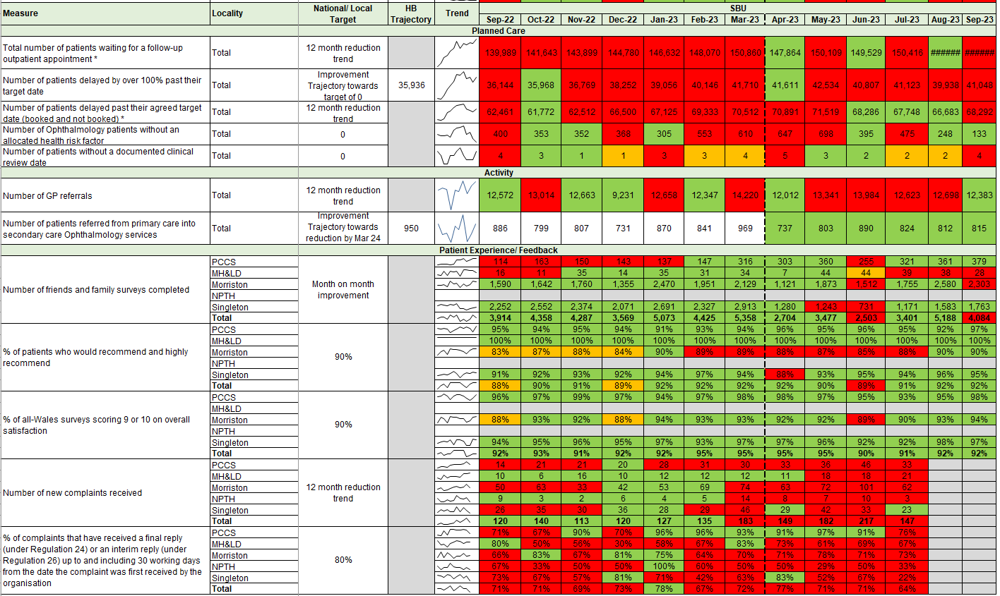 Measure Locality National/ Local Target HB Trajectory Trend SBU
Sep-22 Oct-22 Nov-22 Dec-22 Jan-23 Feb-23 Mar-23 Apr-23 May-23 Jun-23 Jul-23 Aug-23 Sep-23
Planned Care
Total number of patients waiting for a follow-up outpatient appointment * Total 12 month reduction trend 139,989 141,643 143,899 144,780 146,632 148,070 150,860 147,864 150,109 149,529 150,416 ###### ######
Number of patients delayed by over 100% past their target date Total Improvement Trajectory towards target of 0 35,936 36,144 35,968 36,769 38,252 39,056 40,146 41,710 41,611 42,534 40,807 41,123 39,938 41,048
Number of patients delayed past their agreed target date (booked and not booked) * Total 12 month reduction trend 62,461 61,772 62,512 66,500 67,125 69,333 70,512 70,891 71,519 68,286 67,748 66,683 68,292
Number of Ophthalmology patients without an allocated health risk factor Total 0 400 353 352 368 305 553 610 647 698 395 475 248 133
Number of patients without a documented clinical review date Total 0 4 3 1 1 3 3 4 5 3 2 2 2 4
Activity
Number of GP referrals Total 12 month reduction trend 12,572 13,014 12,663 9,231 12,658 12,347 14,220 12,012 13,341 13,984 12,623 12,698 12,383
Number of patients referred from primary care into secondary care Ophthalmology services Total Improvement Trajectory towards reduction by Mar 24 950 886 799 807 731 870 841 969 737 803 890 824 812 815
Patient Experience/ Feedback
Number of friends and family surveys completed Month on month improvement
PCCS 114 163 150 143 137 147 316 303 360 255 321 361 379
MH&LD 16 11 35 14 35 31 34 7 44 44 39 38 28
Morriston 1,590 1,642 1,760 1,355 2,470 1,951 2,129 1,121 1,873 1,512 1,755 2,580 2,303
NPTH
Singleton 2,252 2,552 2,374 2,071 2,691 2,327 2,913 1,280 1,243 731 1,171 1,583 1,763
Total 3,914 4,358 4,287 3,569 5,073 4,425 5,358 2,704 3,477 2,503 3,401 5,188 4,084
% of patients who would recommend and highly recommend 90%
PCCS 95% 94% 95% 94% 91% 93% 94% 96% 95% 96% 95% 92% 97%
MH&LD 100% 100% 100% 100% 100% 100% 100% 100% 100% 100% 100% 100% 100%
Morriston 83% 87% 88% 84% 90% 89% 89% 88% 87% 85% 88% 90% 90%
NPTH
Singleton 91% 92% 93% 92% 94% 97% 94% 88% 93% 95% 94% 96% 95%
Total 88% 90% 91% 89% 92% 92% 92% 92% 90% 89% 91% 92% 92%
% of all-Wales surveys scoring 9 or 10 on overall satisfaction 90%
PCCS 96% 97% 99% 97% 94% 97% 98% 98% 97% 95% 93% 95% 98%
MH&LD
Morriston 88% 93% 92% 88% 94% 93% 93% 92% 92% 89% 90% 93% 94%
NPTH
Singleton 94% 95% 96% 95% 97% 93% 97% 97% 96% 92% 92% 98% 97%
Total 92% 93% 91% 92% 92% 95% 95% 95% 95% 90% 91% 92% 92%
Number of new complaints received 12 month reduction trend
PCCS 14 21 21 20 28 31 30 33 36 46 33
MH&LD 10 6 16 10 12 12 12 11 18 18 21
Morriston 50 63 33 42 53 69 74 63 72 101 62
NPTH 9 3 2 6 4 5 14 8 7 10 3
Singleton 26 35 30 36 28 29 46 29 42 33 23
Total 120 140 113 120 127 135 183 149 182 217 147
% of complaints that have received a final reply (under Regulation 24) or an interim reply (under Regulation 26) up to and including 30 working days from the date the complaint was first received by the organisation 80%
PCCS 71% 67% 90% 70% 96% 96% 93% 91% 97% 91% 76%
MH&LD 80% 50% 56% 30% 58% 67% 83% 73% 61% 69% 67%
Morriston 66% 83% 67% 81% 75% 64% 70% 71% 78% 71% 73%
NPTH 67% 33% 50% 50% 100% 60% 50% 50% 29% 50% 33%
Singleton 73% 67% 57% 81% 71% 42% 63% 83% 52% 67% 22%
Total 71% 71% 69% 73% 78% 67% 72% 77% 71% 71% 64%